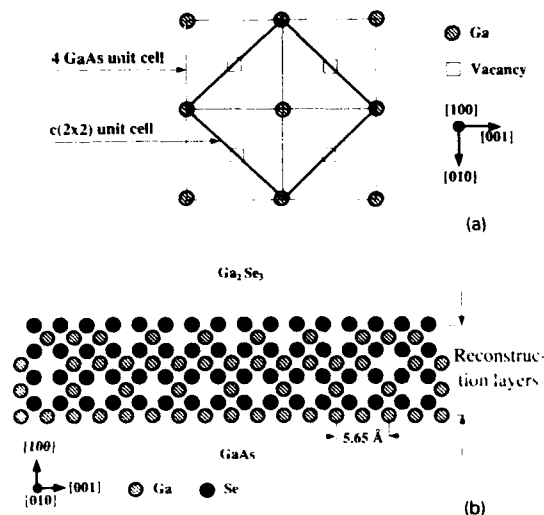 Ga
4 GaAs unit cell
Vacancy
[100]
c(2x2) unit cell
[001]
[010]
(a)
Ga₂Se₃
Reconstruc-
tion layers
5.65 Å
[100]
GaAs
[001]
[010]
Ga
Se
(b)